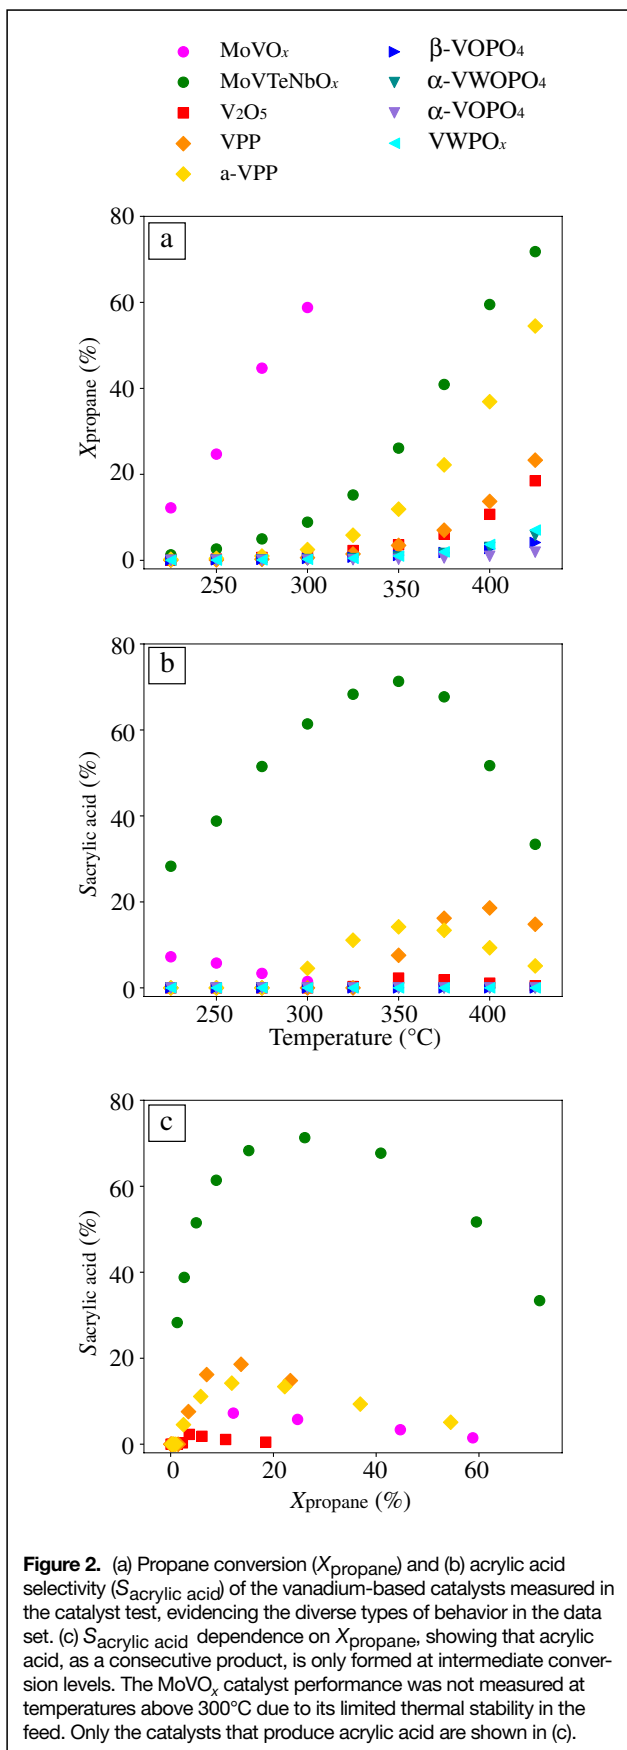 MoVOx
MoVTeNbOx
V2O5
VPP
a-VPP
β-VOPO4
α-VWOPO4
α-VOPO4
VWPOx
a
80
60
40
20
0
Xpropane (%)
250 300 350 400
b
80
60
40
20
0
Sacrylic acid (%)
250 300 350 400
Temperature (°C)
c
80
60
40
20
0
Sacrylic acid (%)
0 20 40 60
Xpropane (%)
Figure 2. (a) Propane conversion (Xpropane) and (b) acrylic acid
selectivity (Sacrylic acid) of the vanadium-based catalysts measured in
the catalyst test, evidencing the diverse types of behavior in the data
set. (c) Sacrylic acid dependence on Xpropane, showing that acrylic
acid, as a consecutive product, is only formed at intermediate conver-
sion levels. The MoVOx catalyst performance was not measured at
temperatures above 300°C due to its limited thermal stability in the
feed. Only the catalysts that produce acrylic acid are shown in (c).